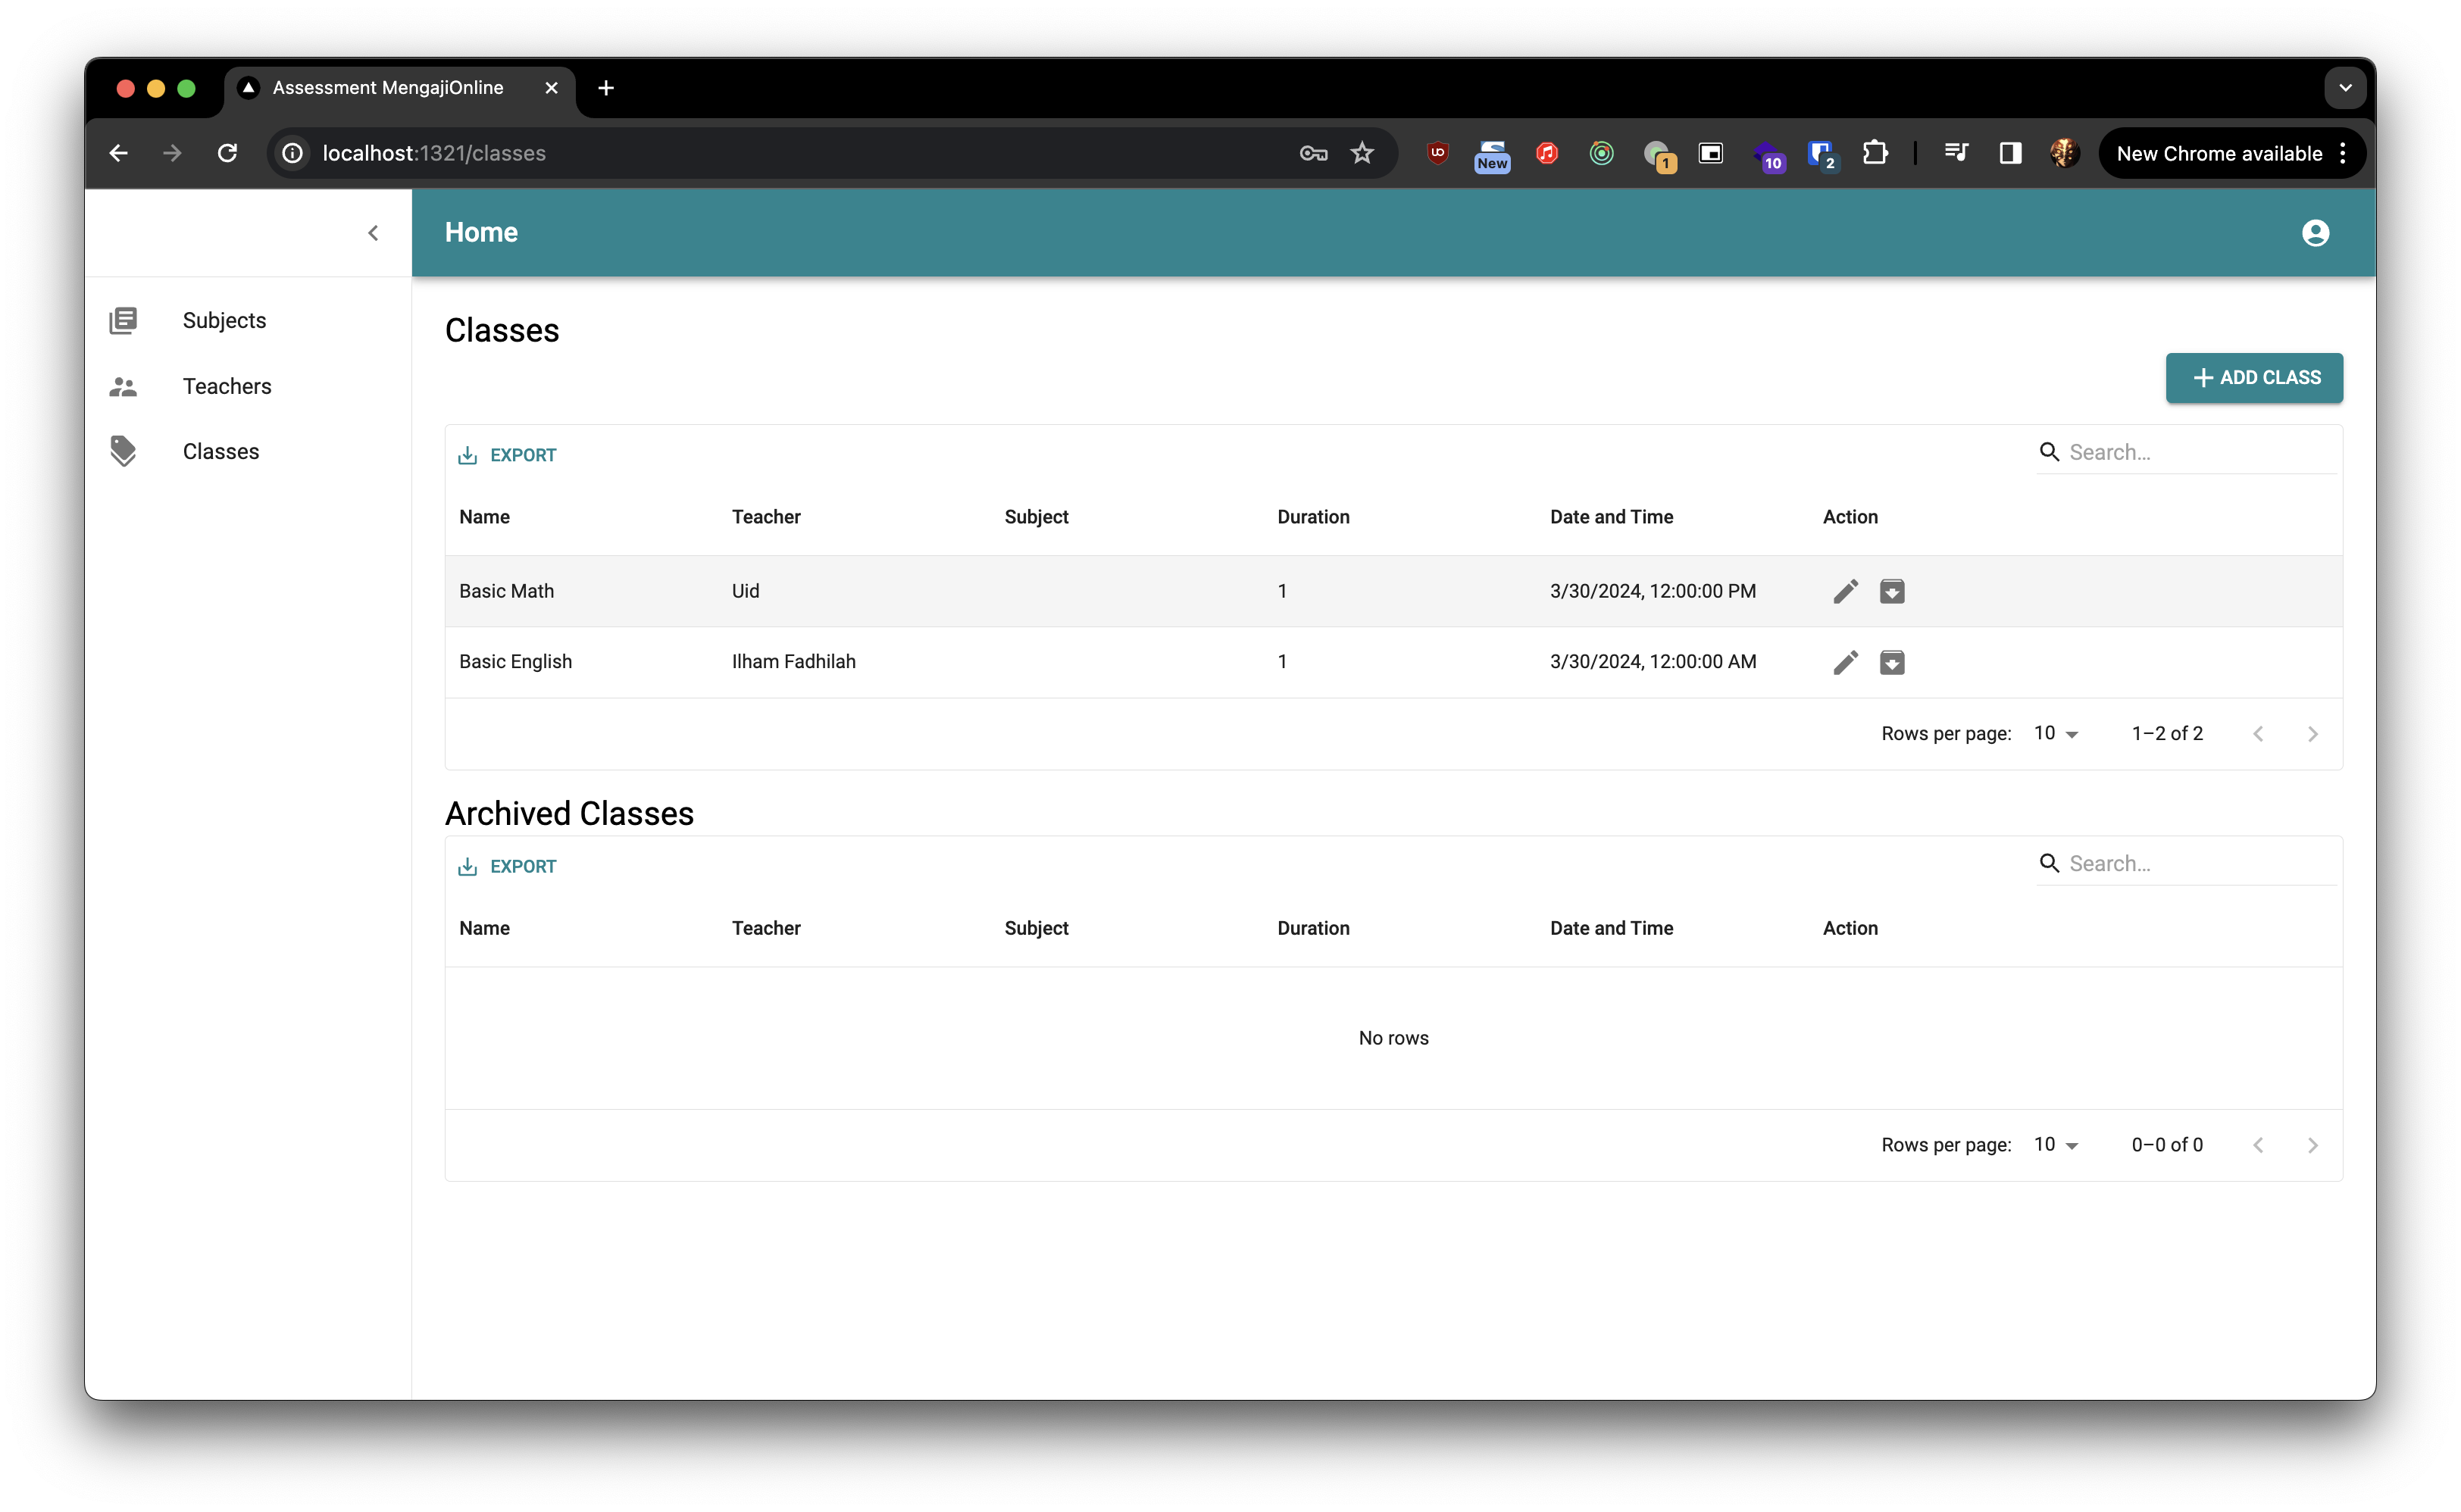 Assessment MengajiOnline
localhost:1321/classes
New
1
10
2
New Chrome available
Home
Subjects
Teachers
Classes
Classes
ADD CLASS
EXPORT
Search…
Name Teacher Subject Duration Date and Time Action
Basic Math Uid 1 3/30/2024, 12:00:00 PM
Basic English Ilham Fadhilah 1 3/30/2024, 12:00:00 AM
Rows per page: 10 1–2 of 2
Archived Classes
EXPORT
Search…
Name Teacher Subject Duration Date and Time Action
No rows
Rows per page: 10 0–0 of 0